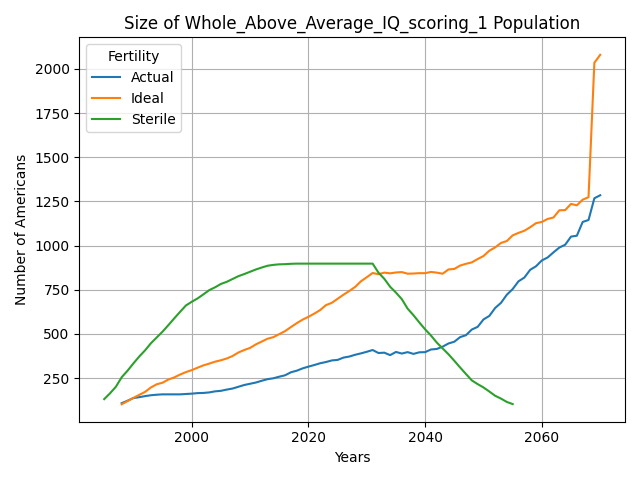 Size of Whole_Above_Average_IQ_scoring_1 Population
Fertility
Actual
Ideal
Sterile
2000
1750
1500
1250
1000
750
500
250
Number of Americans
2000
2020
2040
2060
Years